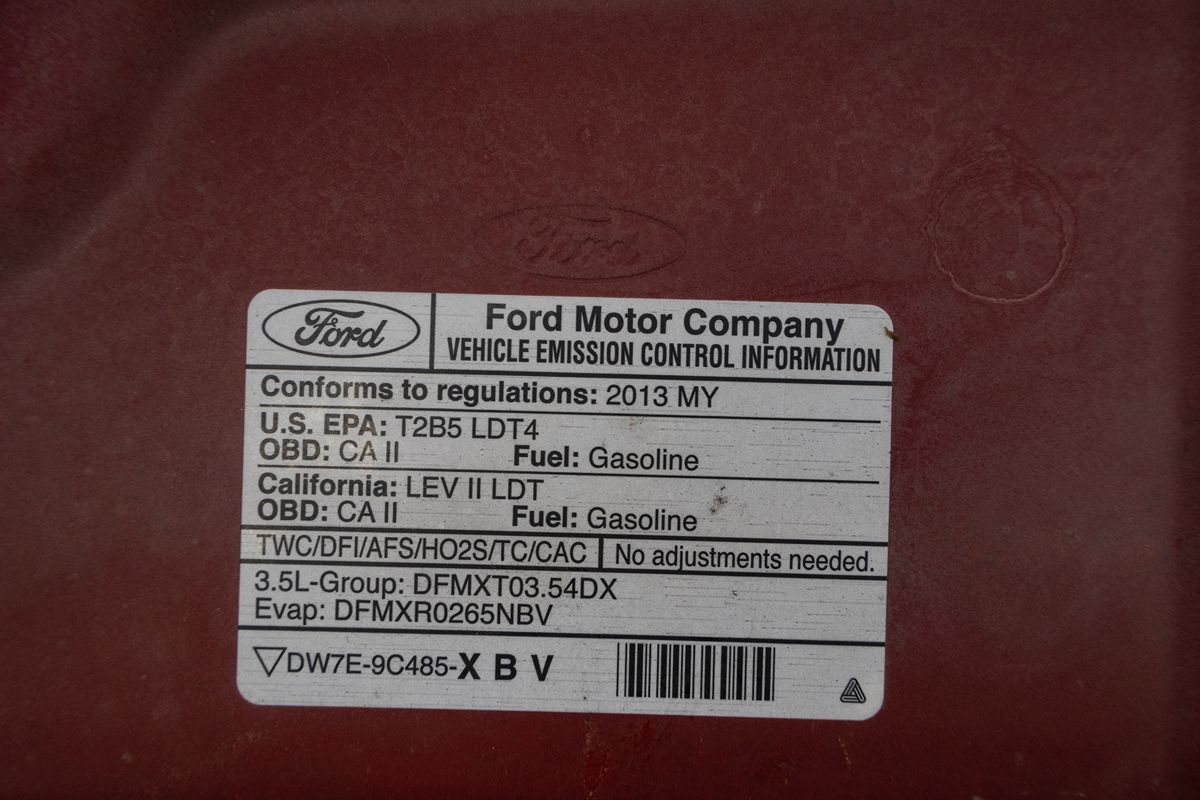 Ford
Ford
Ford Motor Company
VEHICLE EMISSION CONTROL INFORMATION
Conforms to regulations: 2013 MY
U.S. EPA: T2B5 LDT4
OBD: CA II Fuel: Gasoline
California: LEV II LDT
OBD: CA II Fuel: Gasoline
TWC/DFI/AFS/HO2S/TC/CAC No adjustments needed.
3.5L-Group: DFMXT03.54DX
Evap: DFMXR0265NBV
DW7E-9C485-X B V